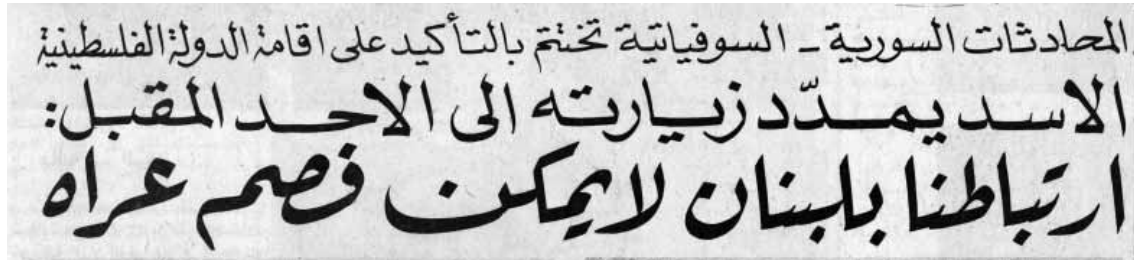 المحادثات السورية - السوفياتية تختتم بالتأكيد على اقامة الدولة الفلسطينية
الاسد يمدّد زيارته الى الاحد المقبل:
ارتباطنا بلبنان لا يمكن فصم عراه